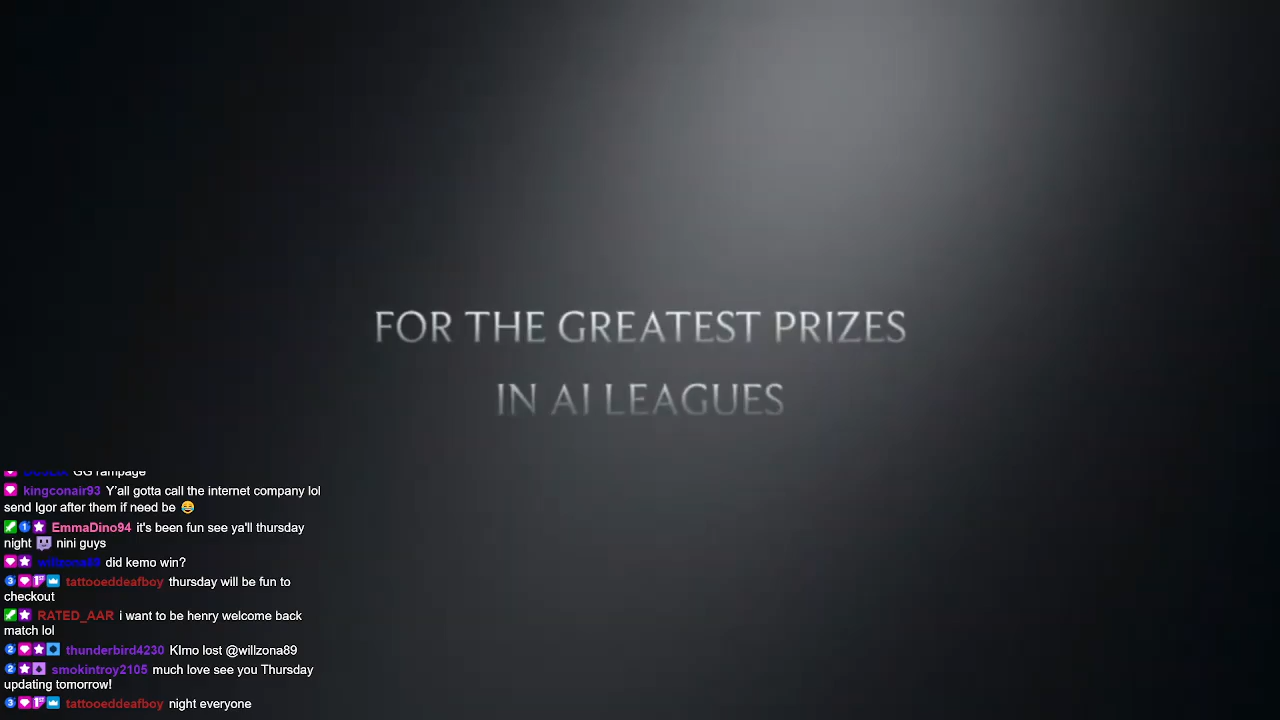 FOR THE GREATEST PRIZES
IN AI LEAGUES
GG rampage
kingconair93 Y'all gotta call the internet company lol
send Igor after them if need be 😂
EmmaDino94 it's been fun see ya'll thursday
night nini guys
willzona89 did kemo win?
tattooeddeafboy thursday will be fun to
checkout
RATED_AAR i want to be henry welcome back
match lol
thunderbird4230 KImo lost @willzona89
smokintroy2105 much love see you Thursday
updating tomorrow!
tattooeddeafboy night everyone